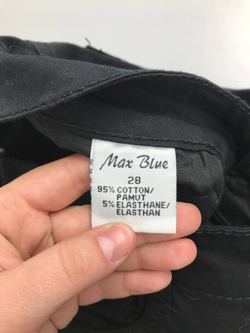 Max Blue
28
95% COTTON/
PAMUT
5% ELASTHANE/
ELASTHAN